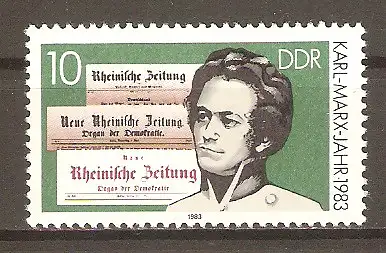 10
DDR
KARL-MARX-JAHR 1983
Rheinische Zeitung
Neue Rheinische Zeitung.
Organ der Demokratie.
Neue
Rheinische Zeitung
Organ der Demokratie.
1983